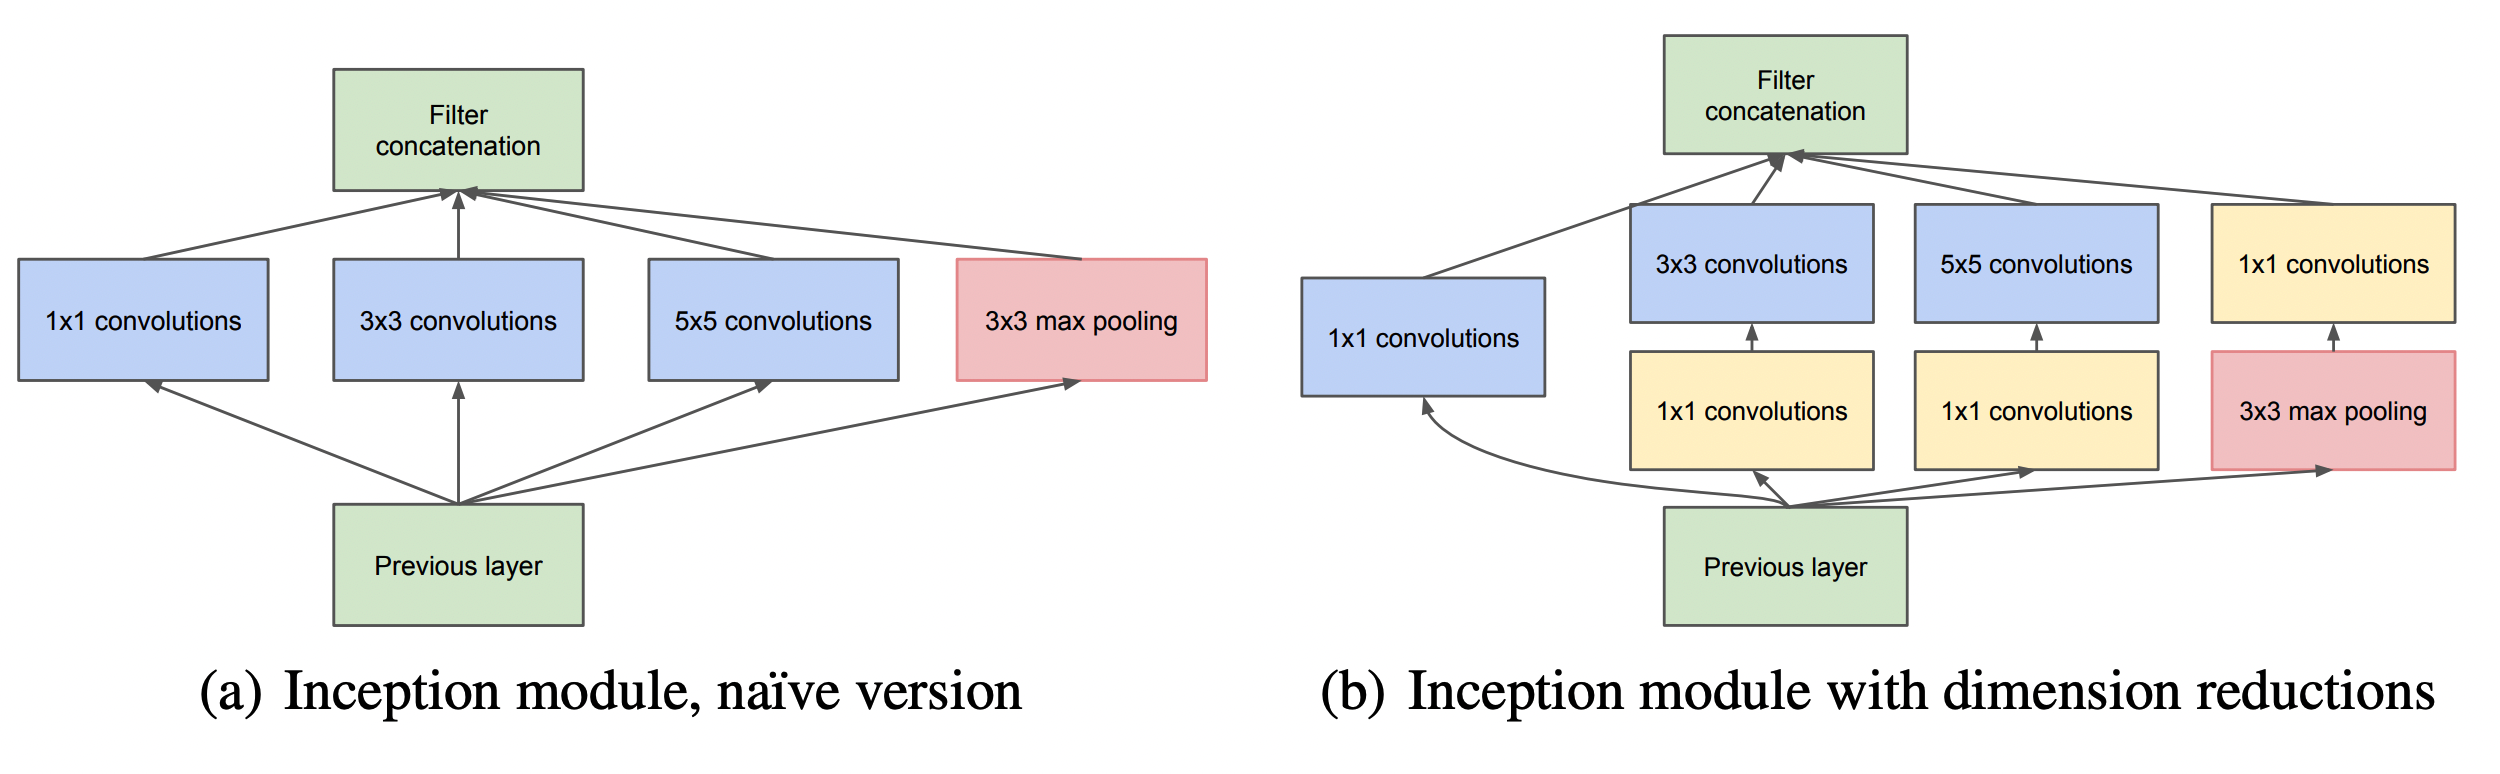 Filter
concatenation
1x1 convolutions
3x3 convolutions
5x5 convolutions
3x3 max pooling
Previous layer
(a) Inception module, naïve version
Filter
concatenation
3x3 convolutions
5x5 convolutions
1x1 convolutions
1x1 convolutions
1x1 convolutions
1x1 convolutions
3x3 max pooling
Previous layer
(b) Inception module with dimension reductions